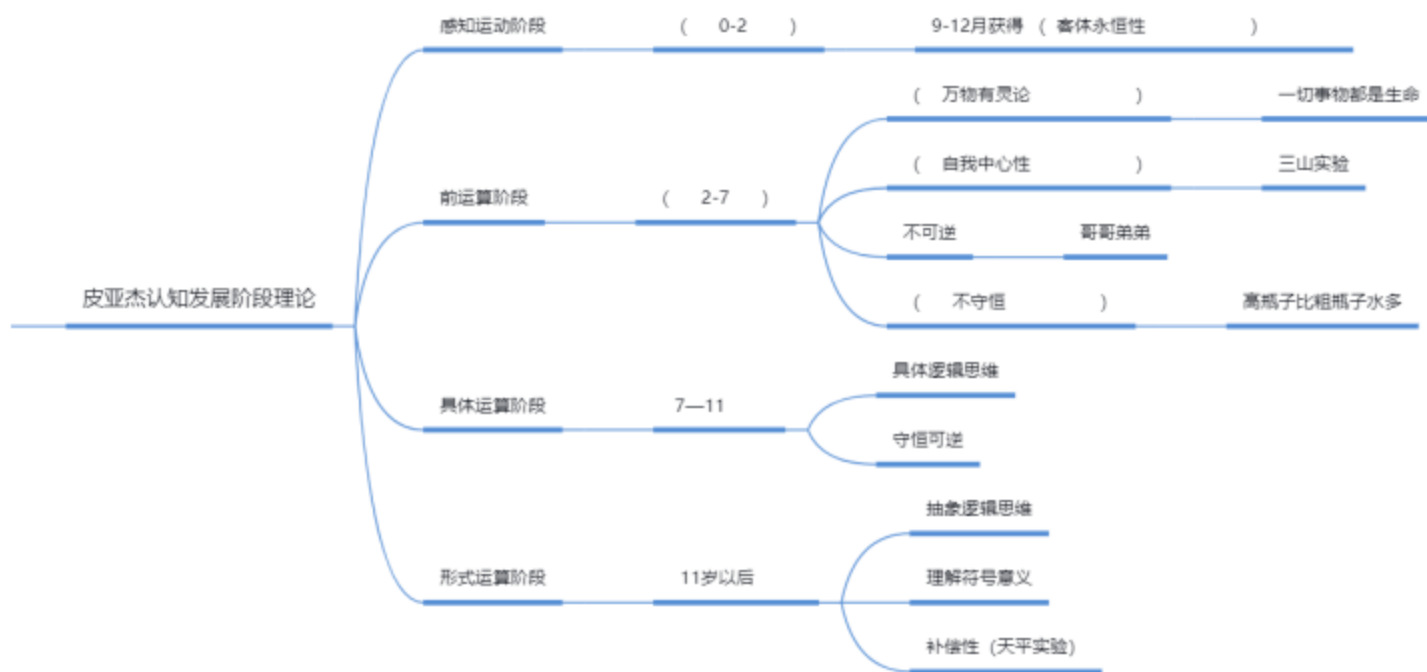 皮亚杰认知发展阶段理论
感知运动阶段 ( 0-2 ) 9-12月获得 ( 客体永恒性 )
前运算阶段 ( 2-7 )
( 万物有灵论 ) 一切事物都是生命
( 自我中心性 ) 三山实验
不可逆 哥哥弟弟
( 不守恒 ) 高瓶子比粗瓶子水多
具体运算阶段 7—11
具体逻辑思维
守恒可逆
形式运算阶段 11岁以后
抽象逻辑思维
理解符号意义
补偿性（天平实验）